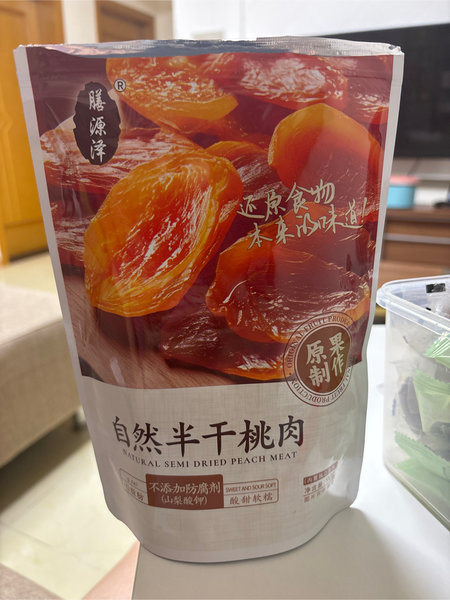 膳源泽
®
还原食物
本来的味道!
原果
制作
自然半干桃肉
NATURAL SEMI DRIED PEACH MEAT
不添加防腐剂
(山梨酸钾)
SWEET AND SOUR SOFT
酸甜软糯